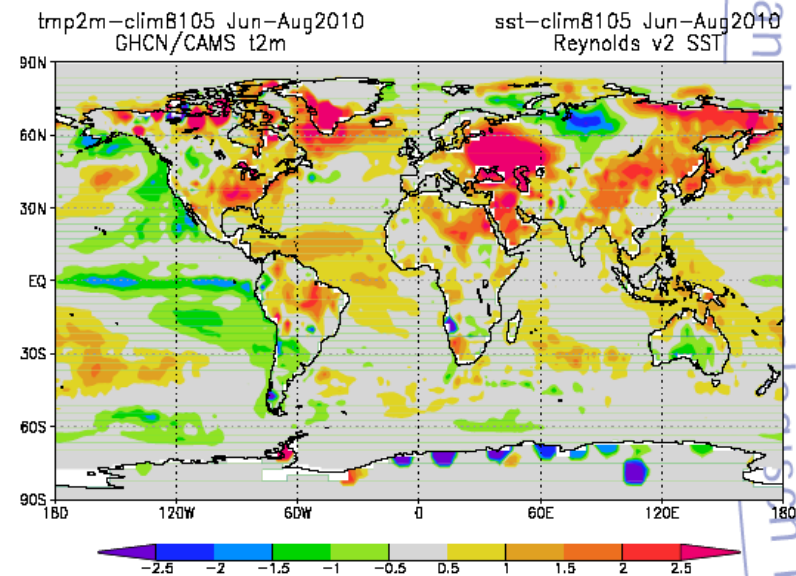 tmp2m-clim8105 Jun-Aug2010 sst-clim8105 Jun-Aug2010
GHCN/CAMS t2m Reynolds v2 SST
90N
60N
30N
EQ
30S
60S
90S
180 120W 60W 0 60E 120E 180
-2.5 -2 -1.5 -1 -0.5 0.5 1 1.5 2 2.5